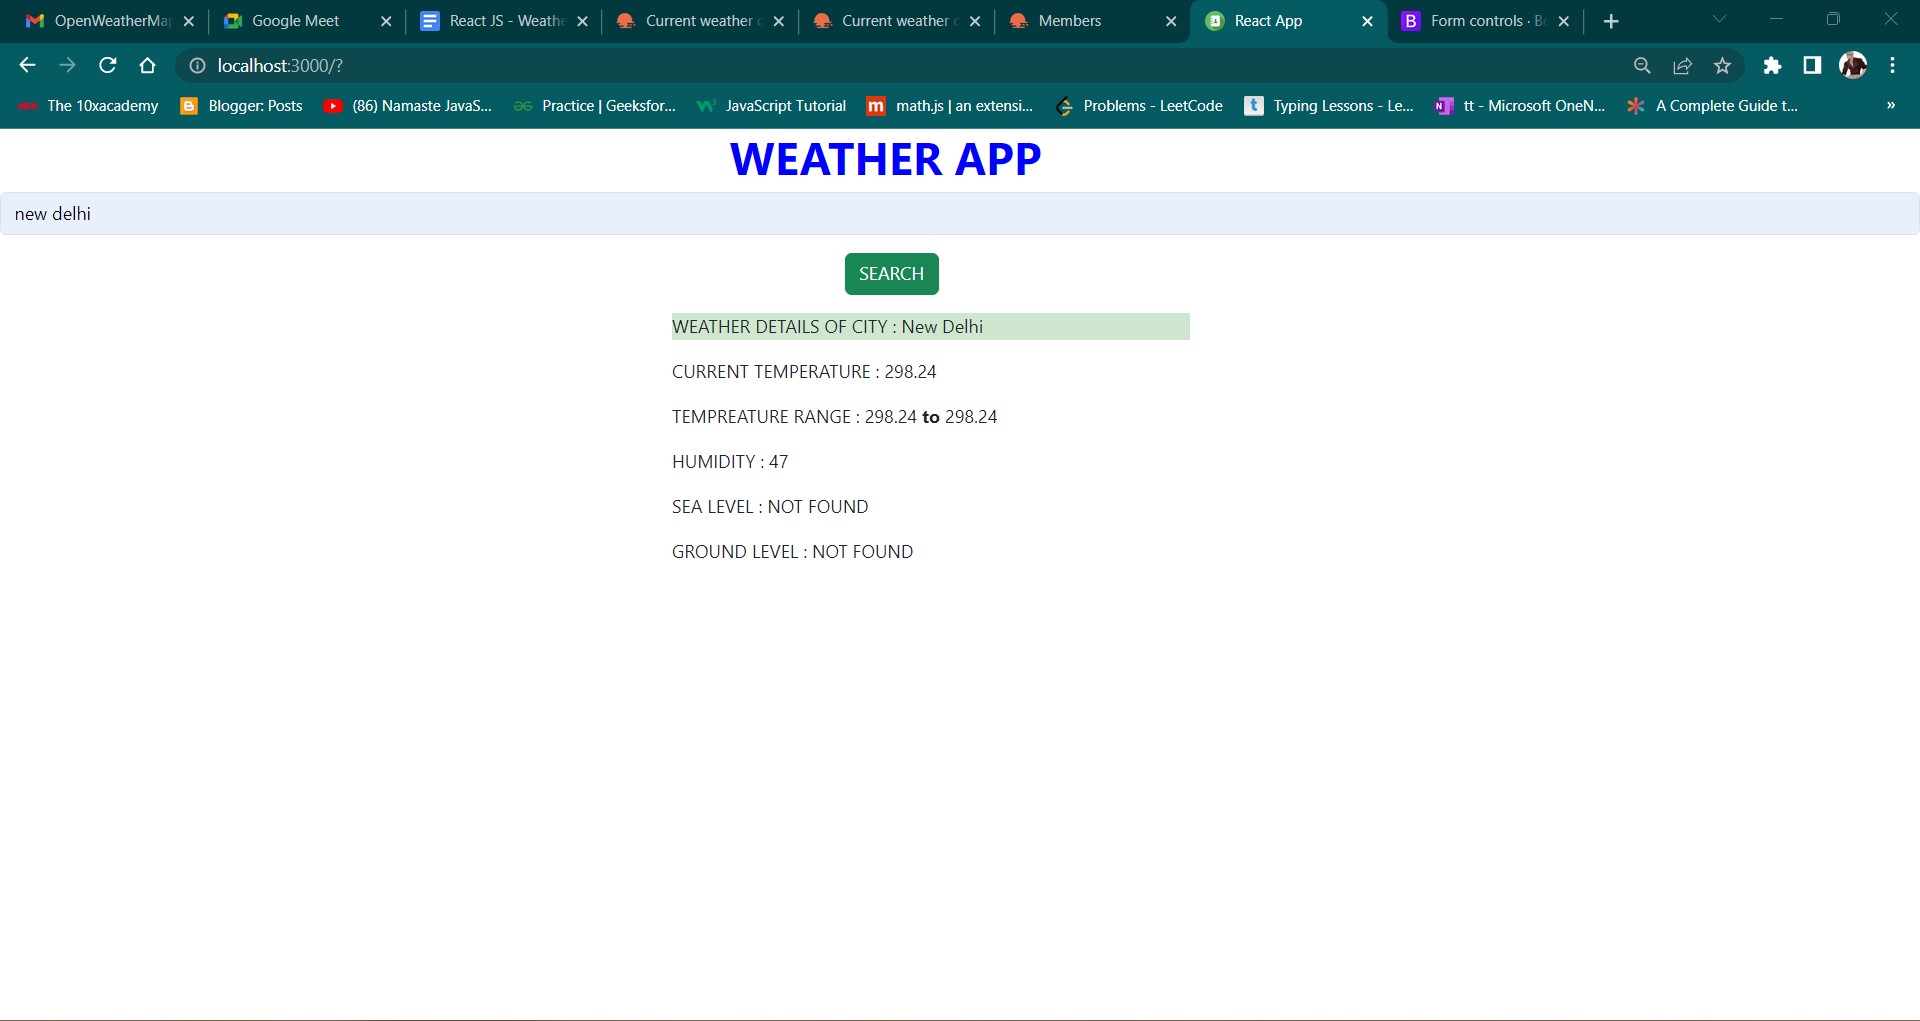 OpenWeatherMa
Google Meet
React JS - Weathe
Current weather
Current weather
Members
React App
Form controls · Bo
localhost:3000/?
The 10xacademy
Blogger: Posts
(86) Namaste JavaS...
Practice | Geeksfor...
JavaScript Tutorial
math.js | an extensi...
Problems - LeetCode
Typing Lessons - Le...
tt - Microsoft OneN...
A Complete Guide t...
»
WEATHER APP
new delhi
SEARCH
WEATHER DETAILS OF CITY : New Delhi
CURRENT TEMPERATURE : 298.24
TEMPREATURE RANGE : 298.24 to 298.24
HUMIDITY : 47
SEA LEVEL : NOT FOUND
GROUND LEVEL : NOT FOUND